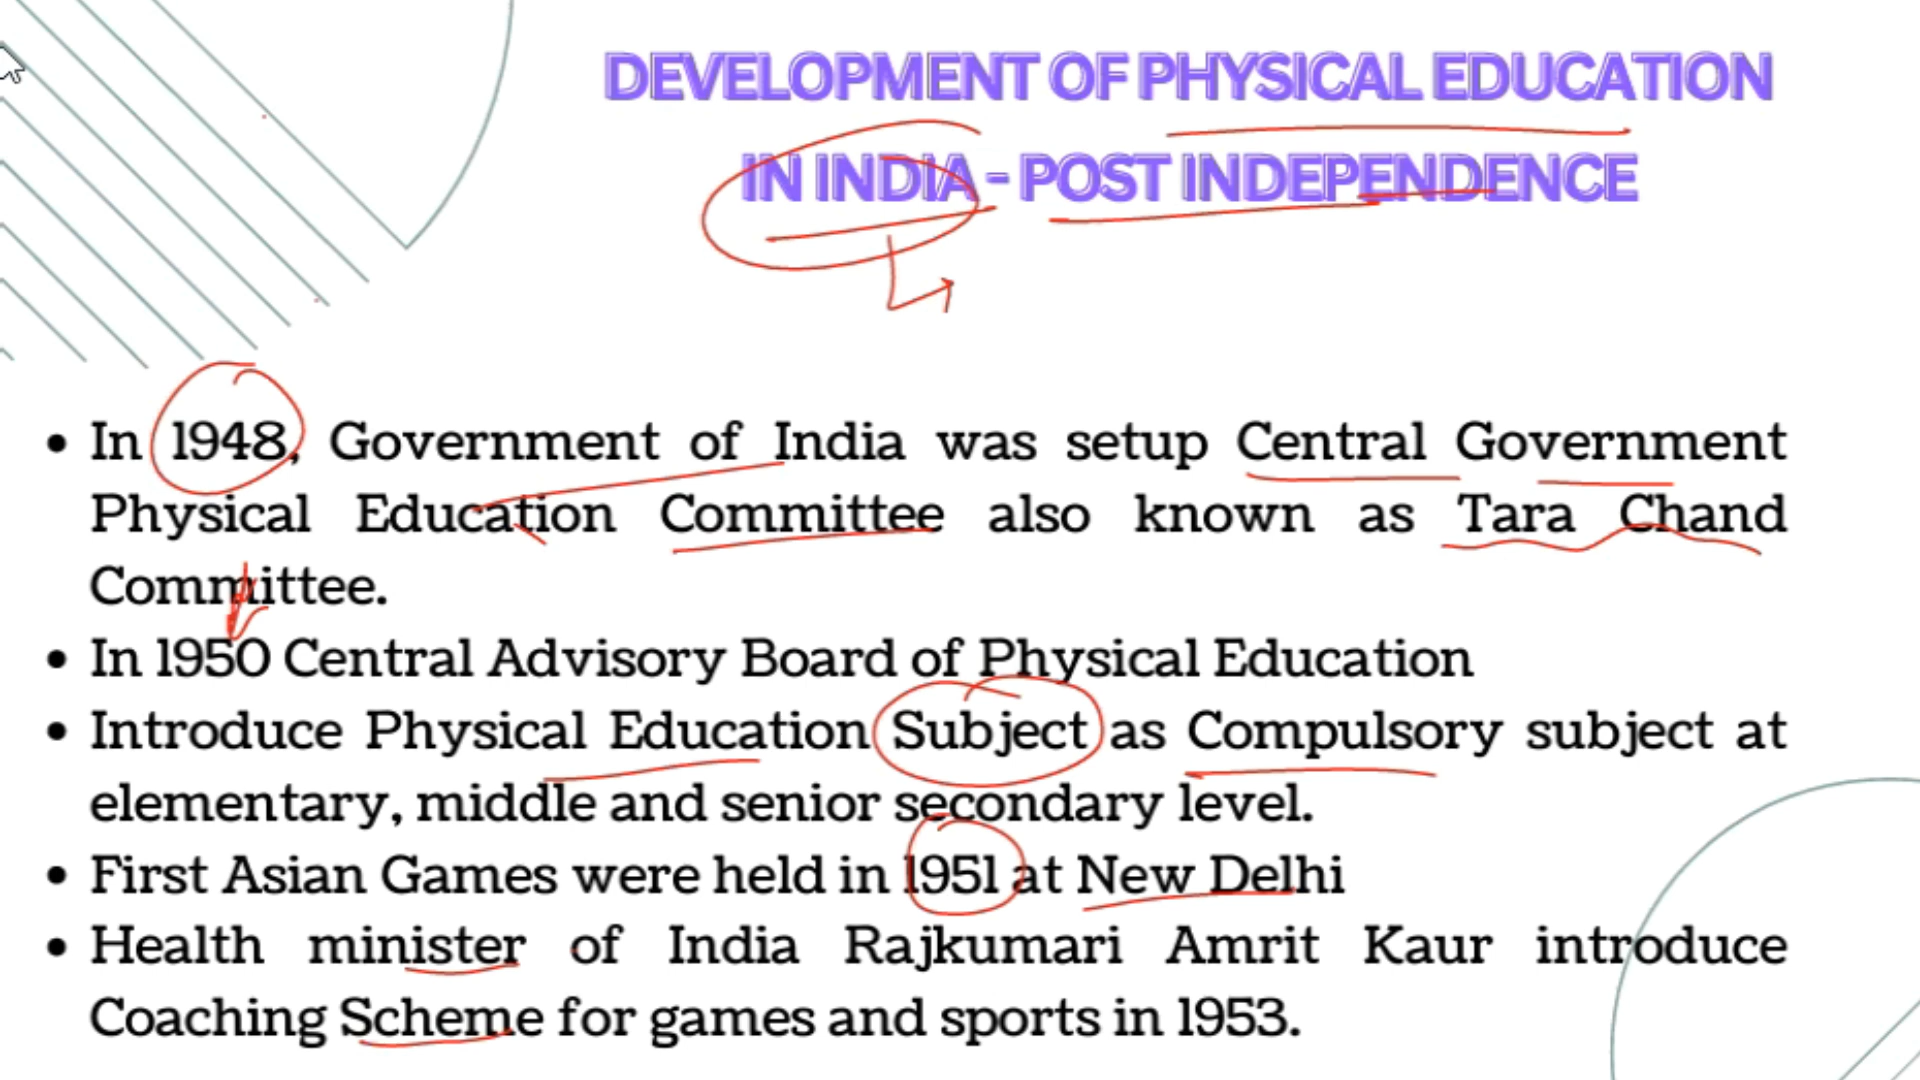 DEVELOPMENT OF PHYSICAL EDUCATION
IN INDIA - POST INDEPENDENCE
• In 1948, Government of India was setup Central Government
Physical Education Committee also known as Tara Chand
Committee.
• In 1950 Central Advisory Board of Physical Education
• Introduce Physical Education Subject as Compulsory subject at
elementary, middle and senior secondary level.
• First Asian Games were held in 1951 at New Delhi
• Health minister of India Rajkumari Amrit Kaur introduce
Coaching Scheme for games and sports in 1953.